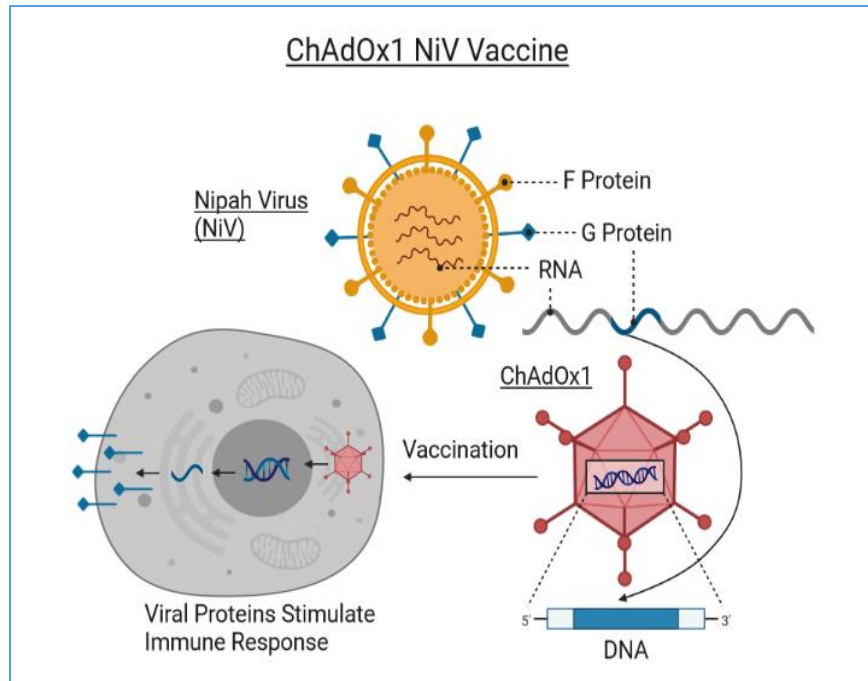 ChAdOx1 NiV Vaccine
Nipah Virus
(NiV)
F Protein
G Protein
RNA
ChAdOx1
Vaccination
Viral Proteins Stimulate
Immune Response
5'
3'
DNA